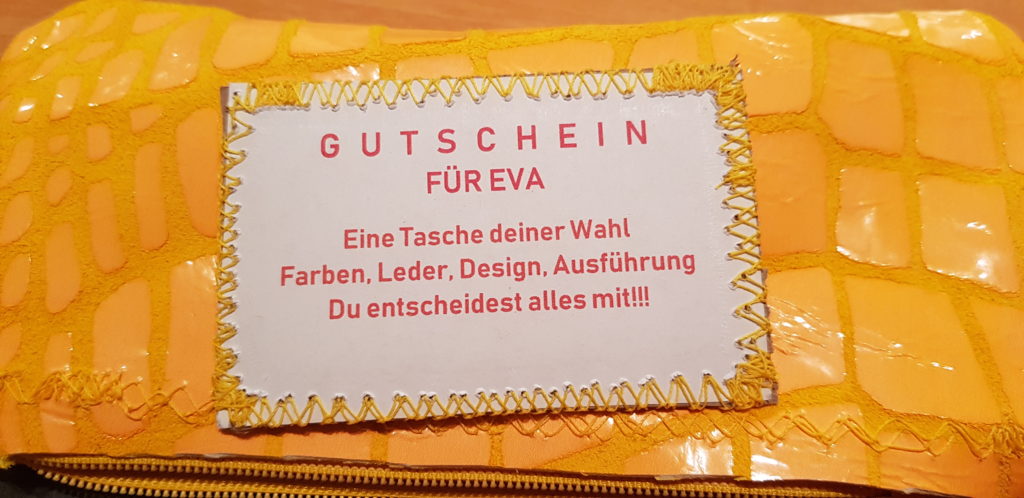 GUTSCHEIN
FÜR EVA
Eine Tasche deiner Wahl
Farben, Leder, Design, Ausführung
Du entscheidest alles mit!!!